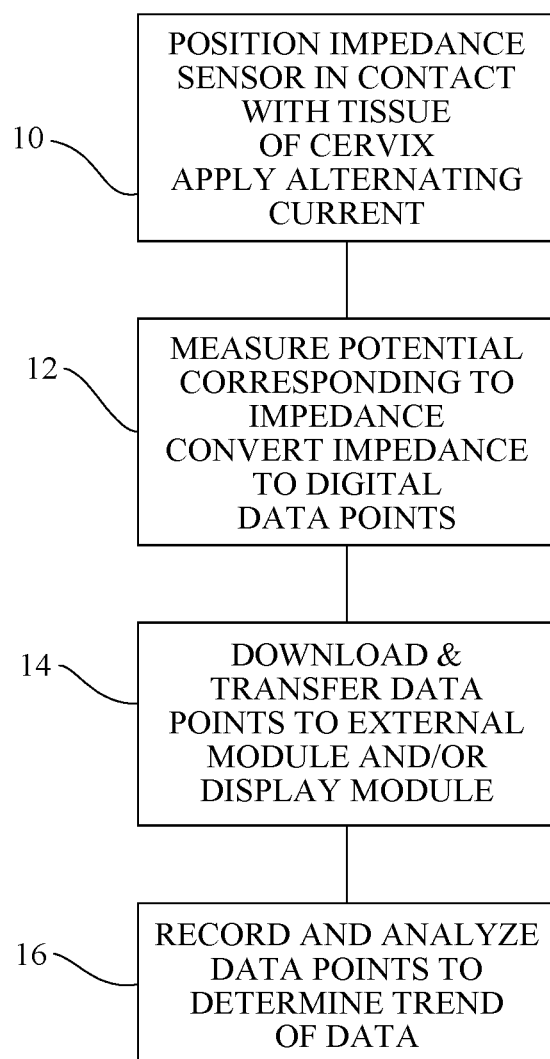 POSITION IMPEDANCE
SENSOR IN CONTACT
WITH TISSUE
OF CERVIX
APPLY ALTERNATING
CURRENT
10
MEASURE POTENTIAL
CORRESPONDING TO
IMPEDANCE
CONVERT IMPEDANCE
TO DIGITAL
DATA POINTS
12
DOWNLOAD &
TRANSFER DATA
POINTS TO EXTERNAL
MODULE AND/OR
DISPLAY MODULE
14
RECORD AND ANALYZE
DATA POINTS TO
DETERMINE TREND
OF DATA
16